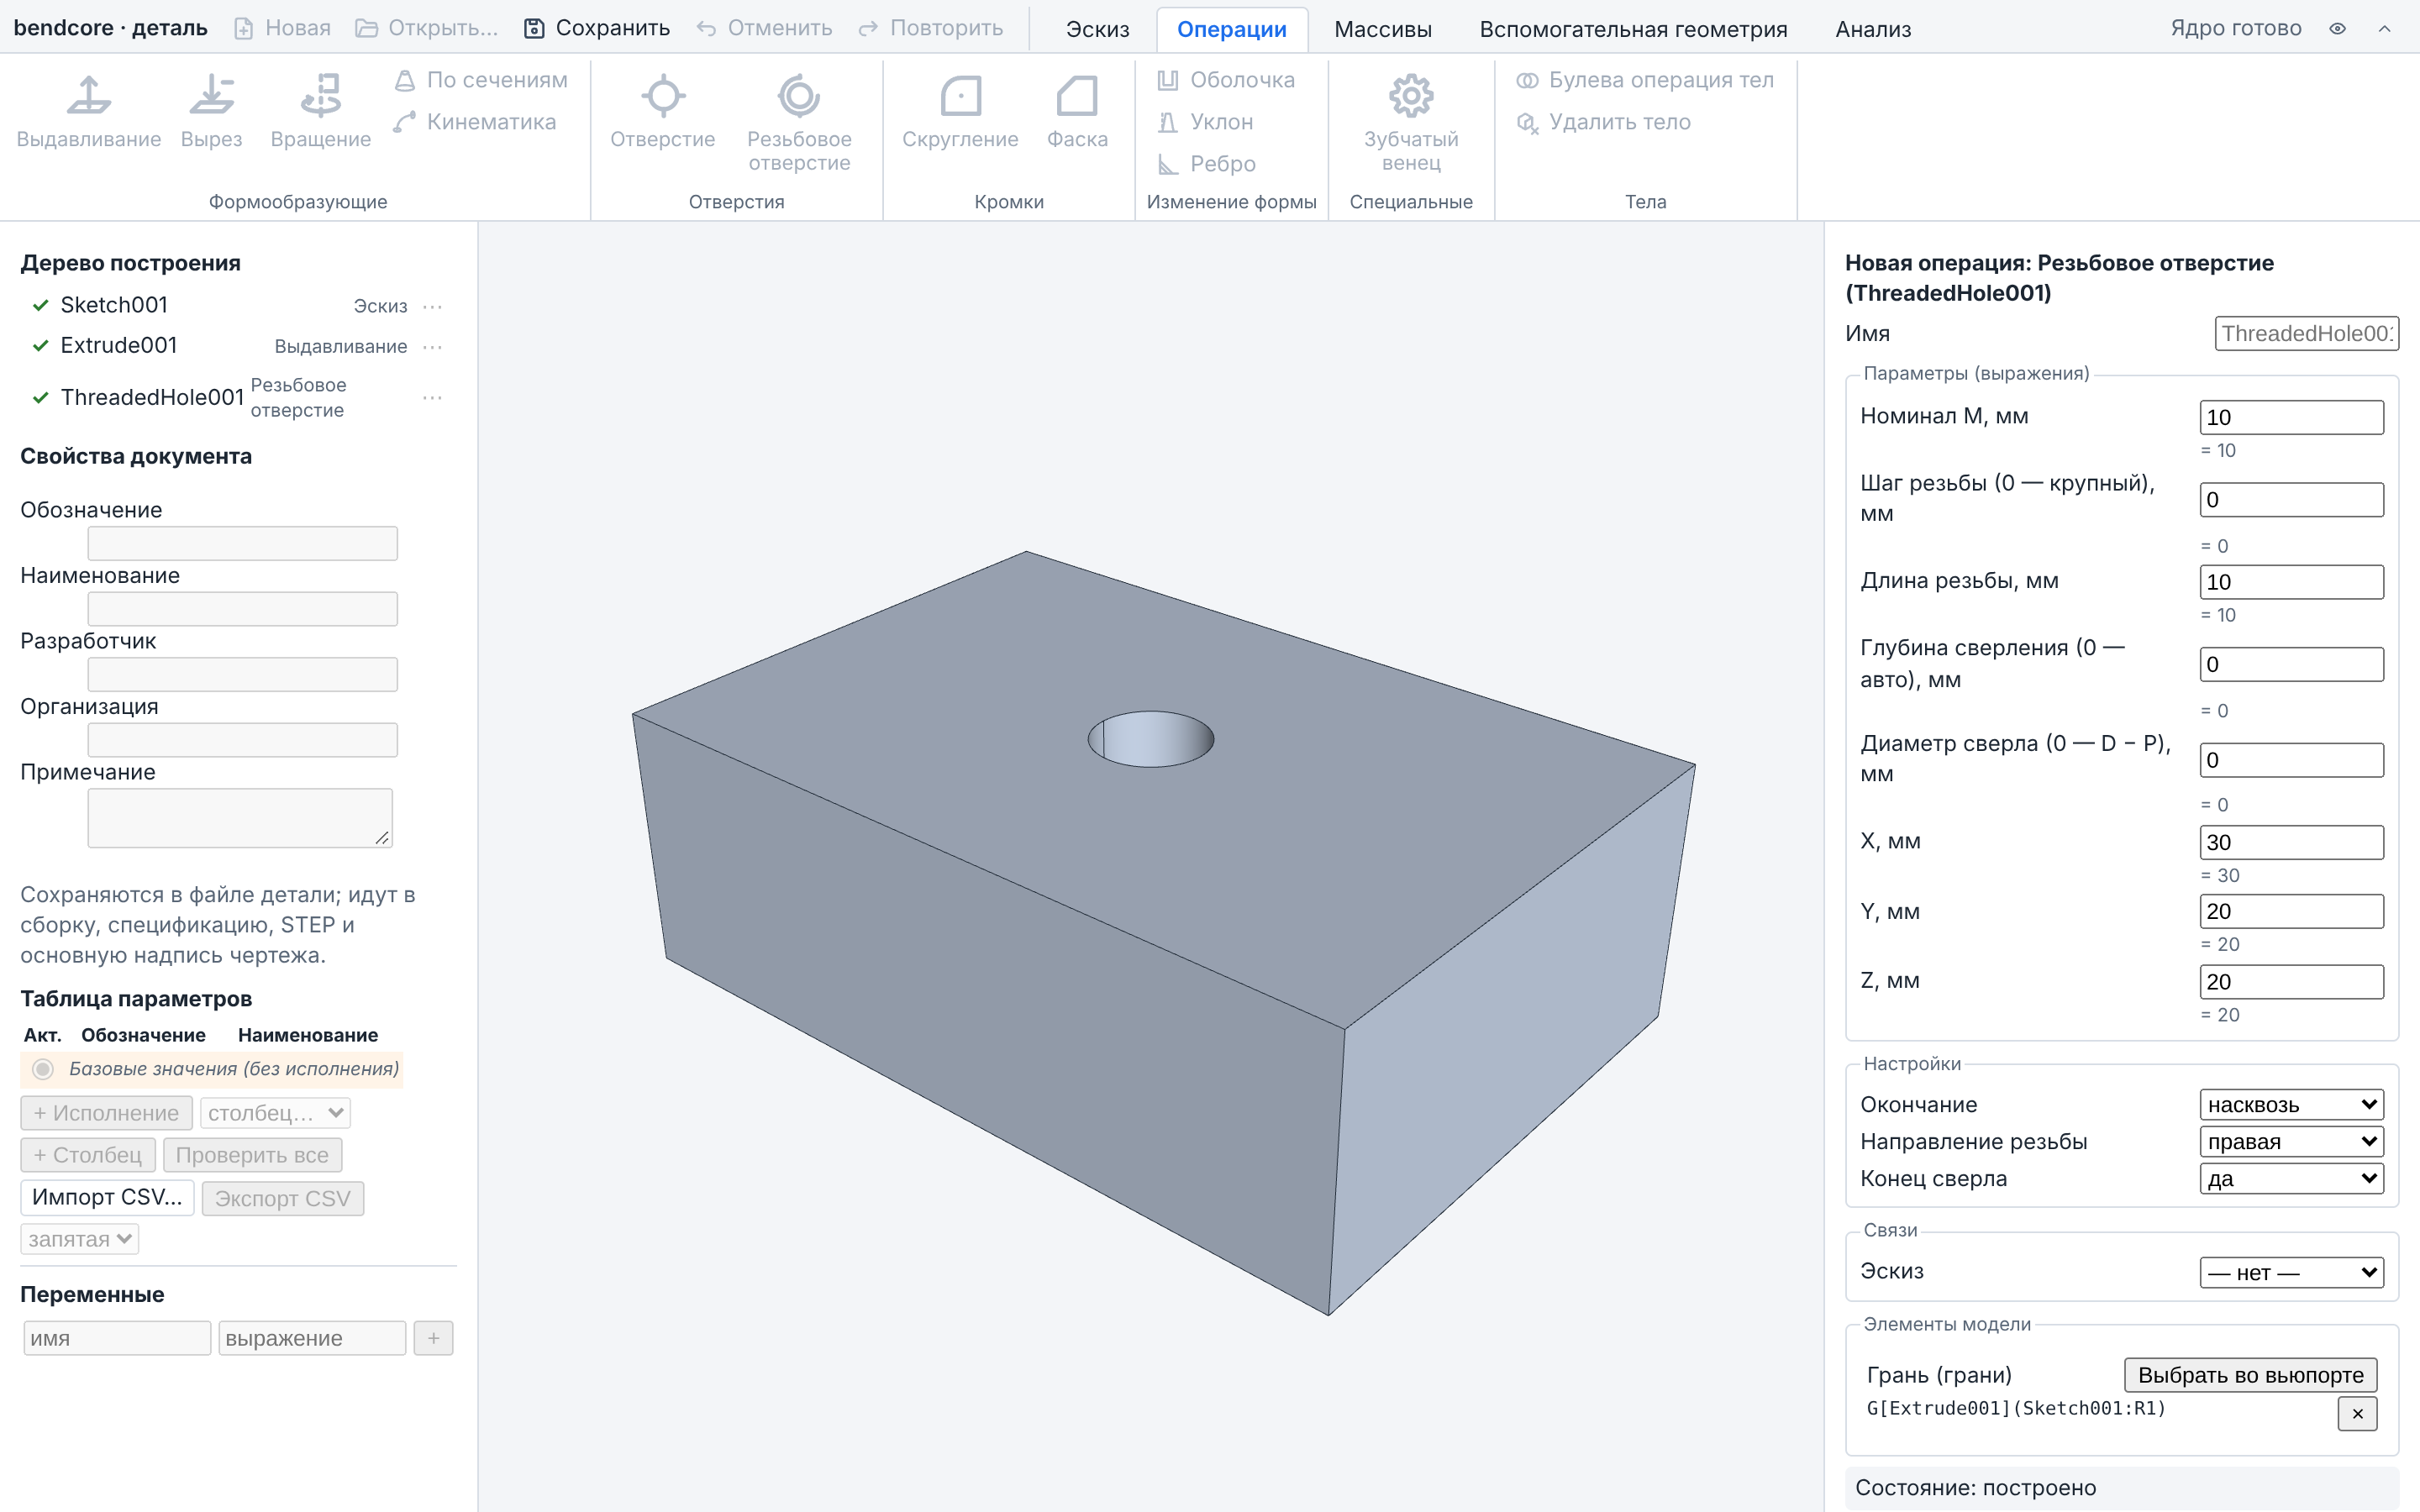 bendcore · деталь
Новая
Открыть...
Сохранить
Отменить
Повторить
Эскиз
Операции
Массивы
Вспомогательная геометрия
Анализ
Ядро готово
Выдавливание
Вырез
Вращение
По сечениям
Кинематика
Формообразующие
Отверстие
Резьбовое
отверстие
Отверстия
Скругление
Фаска
Кромки
Оболочка
Уклон
Ребро
Изменение формы
Зубчатый
венец
Специальные
Булева операция тел
Удалить тело
Тела
Дерево построения
Sketch001 Эскиз ...
Extrude001 Выдавливание ...
ThreadedHole001 Резьбовое
отверстие ...
Свойства документа
Обозначение
Наименование
Разработчик
Организация
Примечание
Сохраняются в файле детали; идут в
сборку, спецификацию, STEP и
основную надпись чертежа.
Таблица параметров
Акт. Обозначение Наименование
Базовые значения (без исполнения)
+ Исполнение столбец...
+ Столбец Проверить все
Импорт CSV... Экспорт CSV
запятая
Переменные
имя выражение +
Новая операция: Резьбовое отверстие
(ThreadedHole001)
Имя ThreadedHole001
Параметры (выражения)
Номинал M, мм 10
= 10
Шаг резьбы (0 — крупный),
мм 0
= 0
Длина резьбы, мм 10
= 10
Глубина сверления (0 —
авто), мм 0
= 0
Диаметр сверла (0 — D − P),
мм 0
= 0
X, мм 30
= 30
Y, мм 20
= 20
Z, мм 20
= 20
Настройки
Окончание насквозь
Направление резьбы правая
Конец сверла да
Связи
Эскиз — нет —
Элементы модели
Грань (грани) Выбрать во вьюпорте
G[Extrude001](Sketch001:R1) ×
Состояние: построено